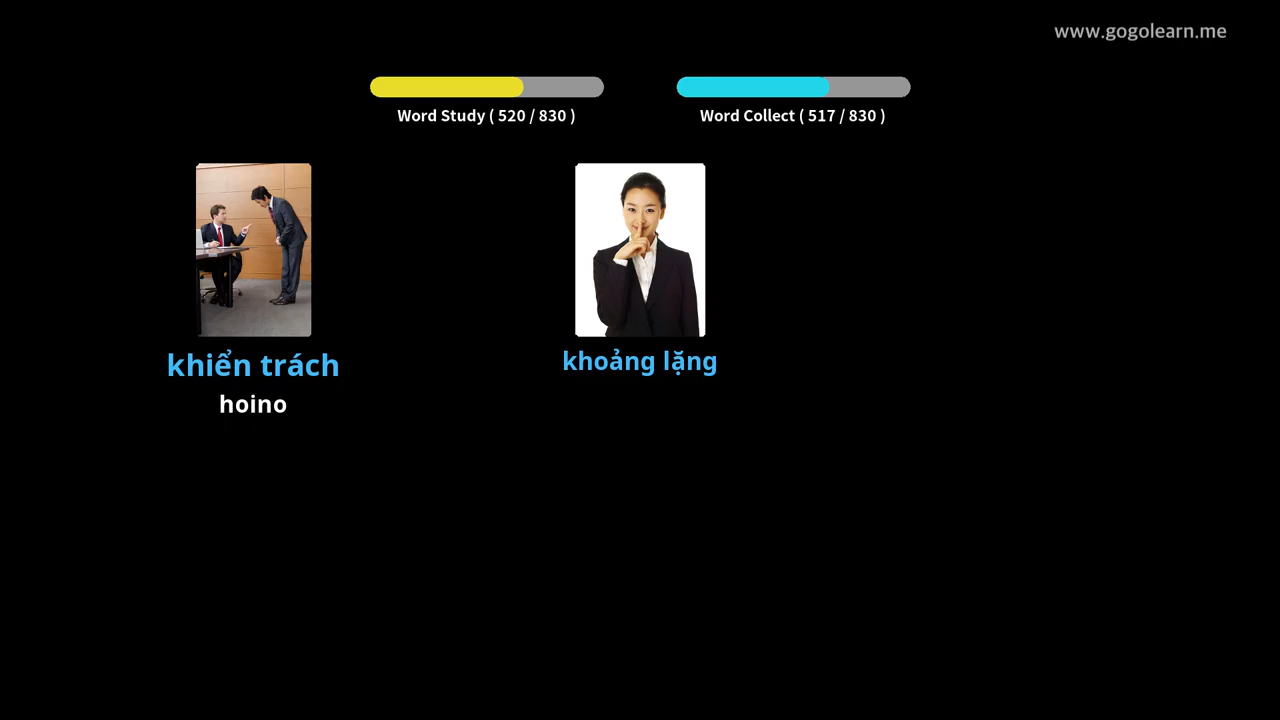 www.gogolearn.me
Word Study ( 520 / 830 )
Word Collect ( 517 / 830 )
khiển trách
hoino
khoảng lặng